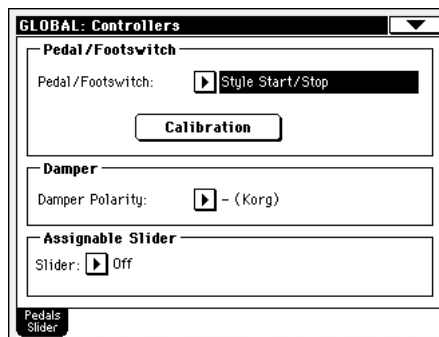 GLOBAL: Controllers
Pedal/Footswitch
Pedal/Footswitch: Style Start/Stop
Calibration
Damper
Damper Polarity: - (Korg)
Assignable Slider
Slider: Off
Pedals
Slider